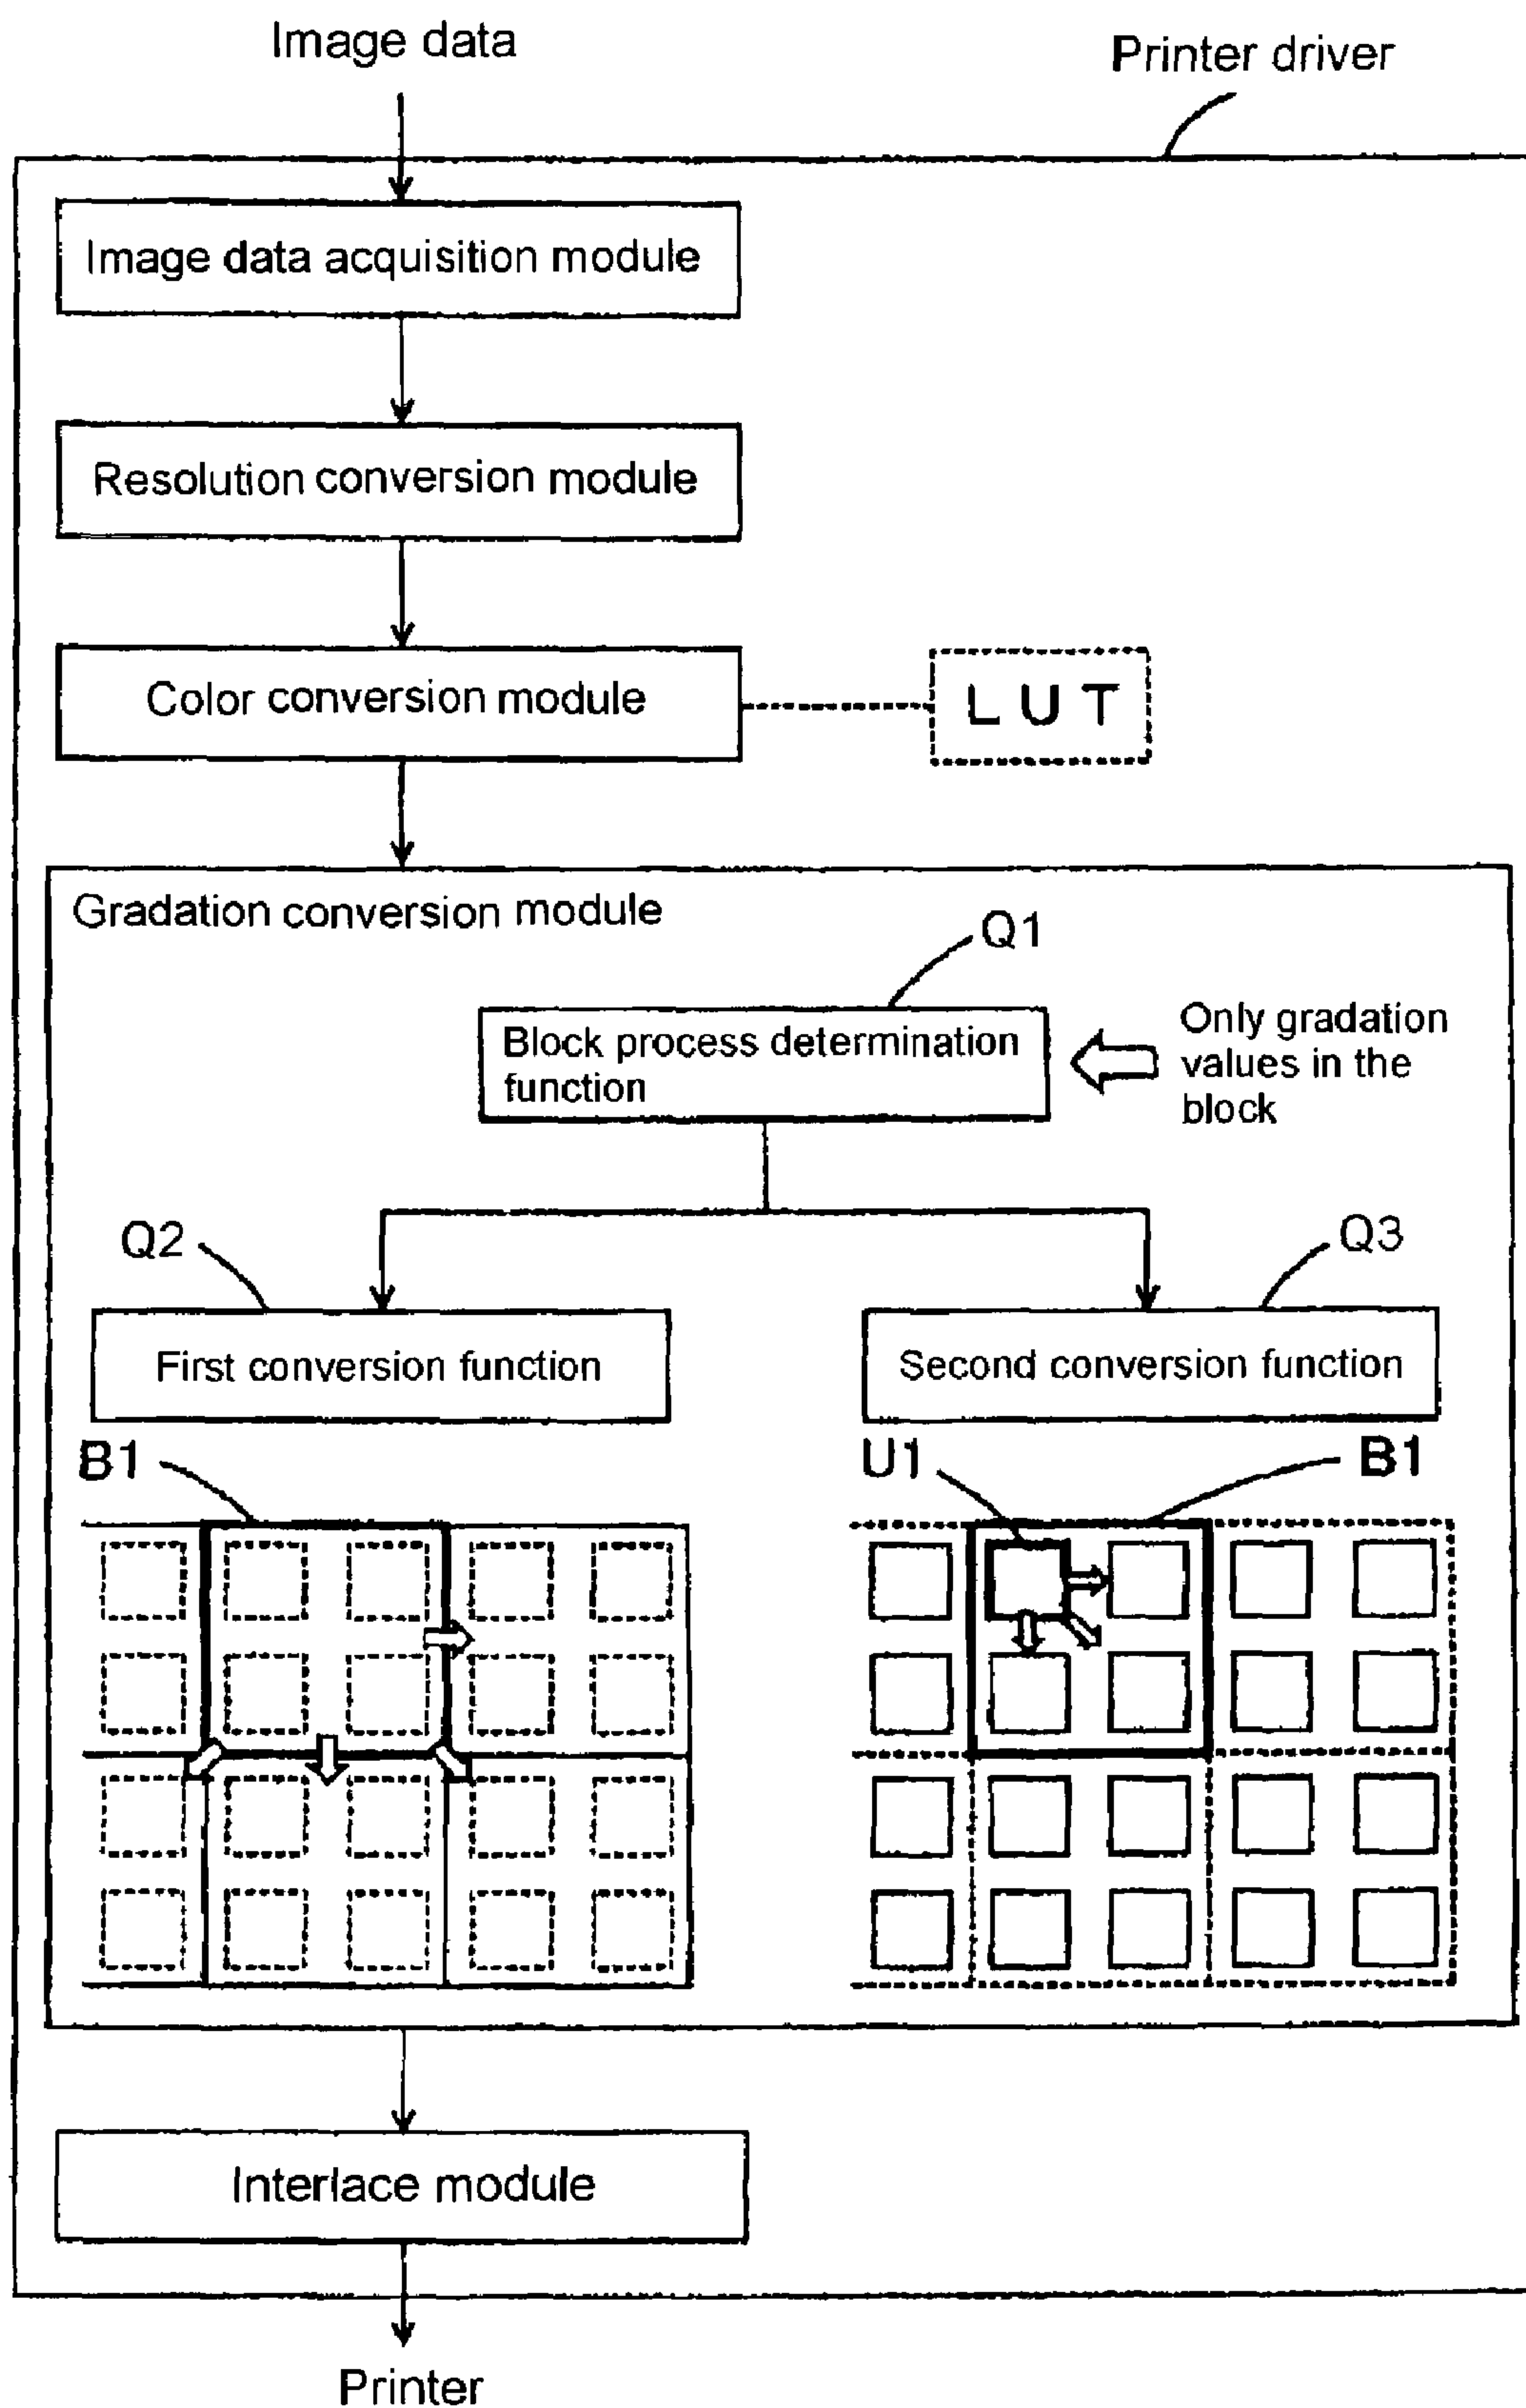 Image data
Printer driver
Image data acquisition module
Resolution conversion module
Color conversion module
L U T
Gradation conversion module
Q1
Block process determination
function
Only gradation
values in the
block
Q2
Q3
First conversion function
Second conversion function
B1
U1
B1
Interlace module
Printer